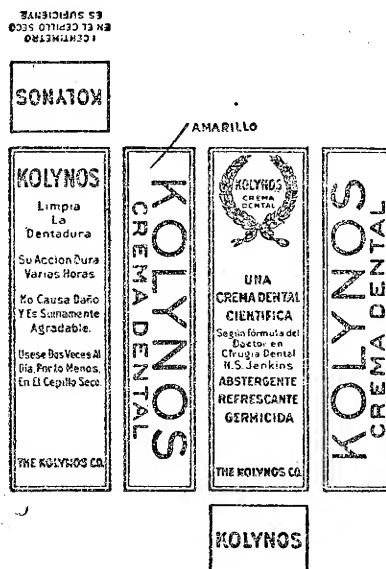 1 CENTIMETRO
EN EL CEPILLO SECO
ES SUFICIENTE
KOLYNOS
AMARILLO
KOLYNOS
Limpia
La
Dentadura
Su Accion Dura
Varias Horas
No Causa Daño
Y Es Sumamente
Agradable.
Usese Dos Veces Al
Dia, Por lo Menos,
En El Cepillo Seco.
THE KOLYNOS CO.
KOLYNOS
CREMA DENTAL
KOLYNOS
CREMA
DENTAL
UNA
CREMA DENTAL
CIENTIFICA
Según fórmula del
Doctor en
Cirugia Dental
N.S. Jenkins
ABSTERGENTE
REFRESCANTE
GERMICIDA
THE KOLYNOS CO.
KOLYNOS
CREMA DENTAL
KOLYNOS